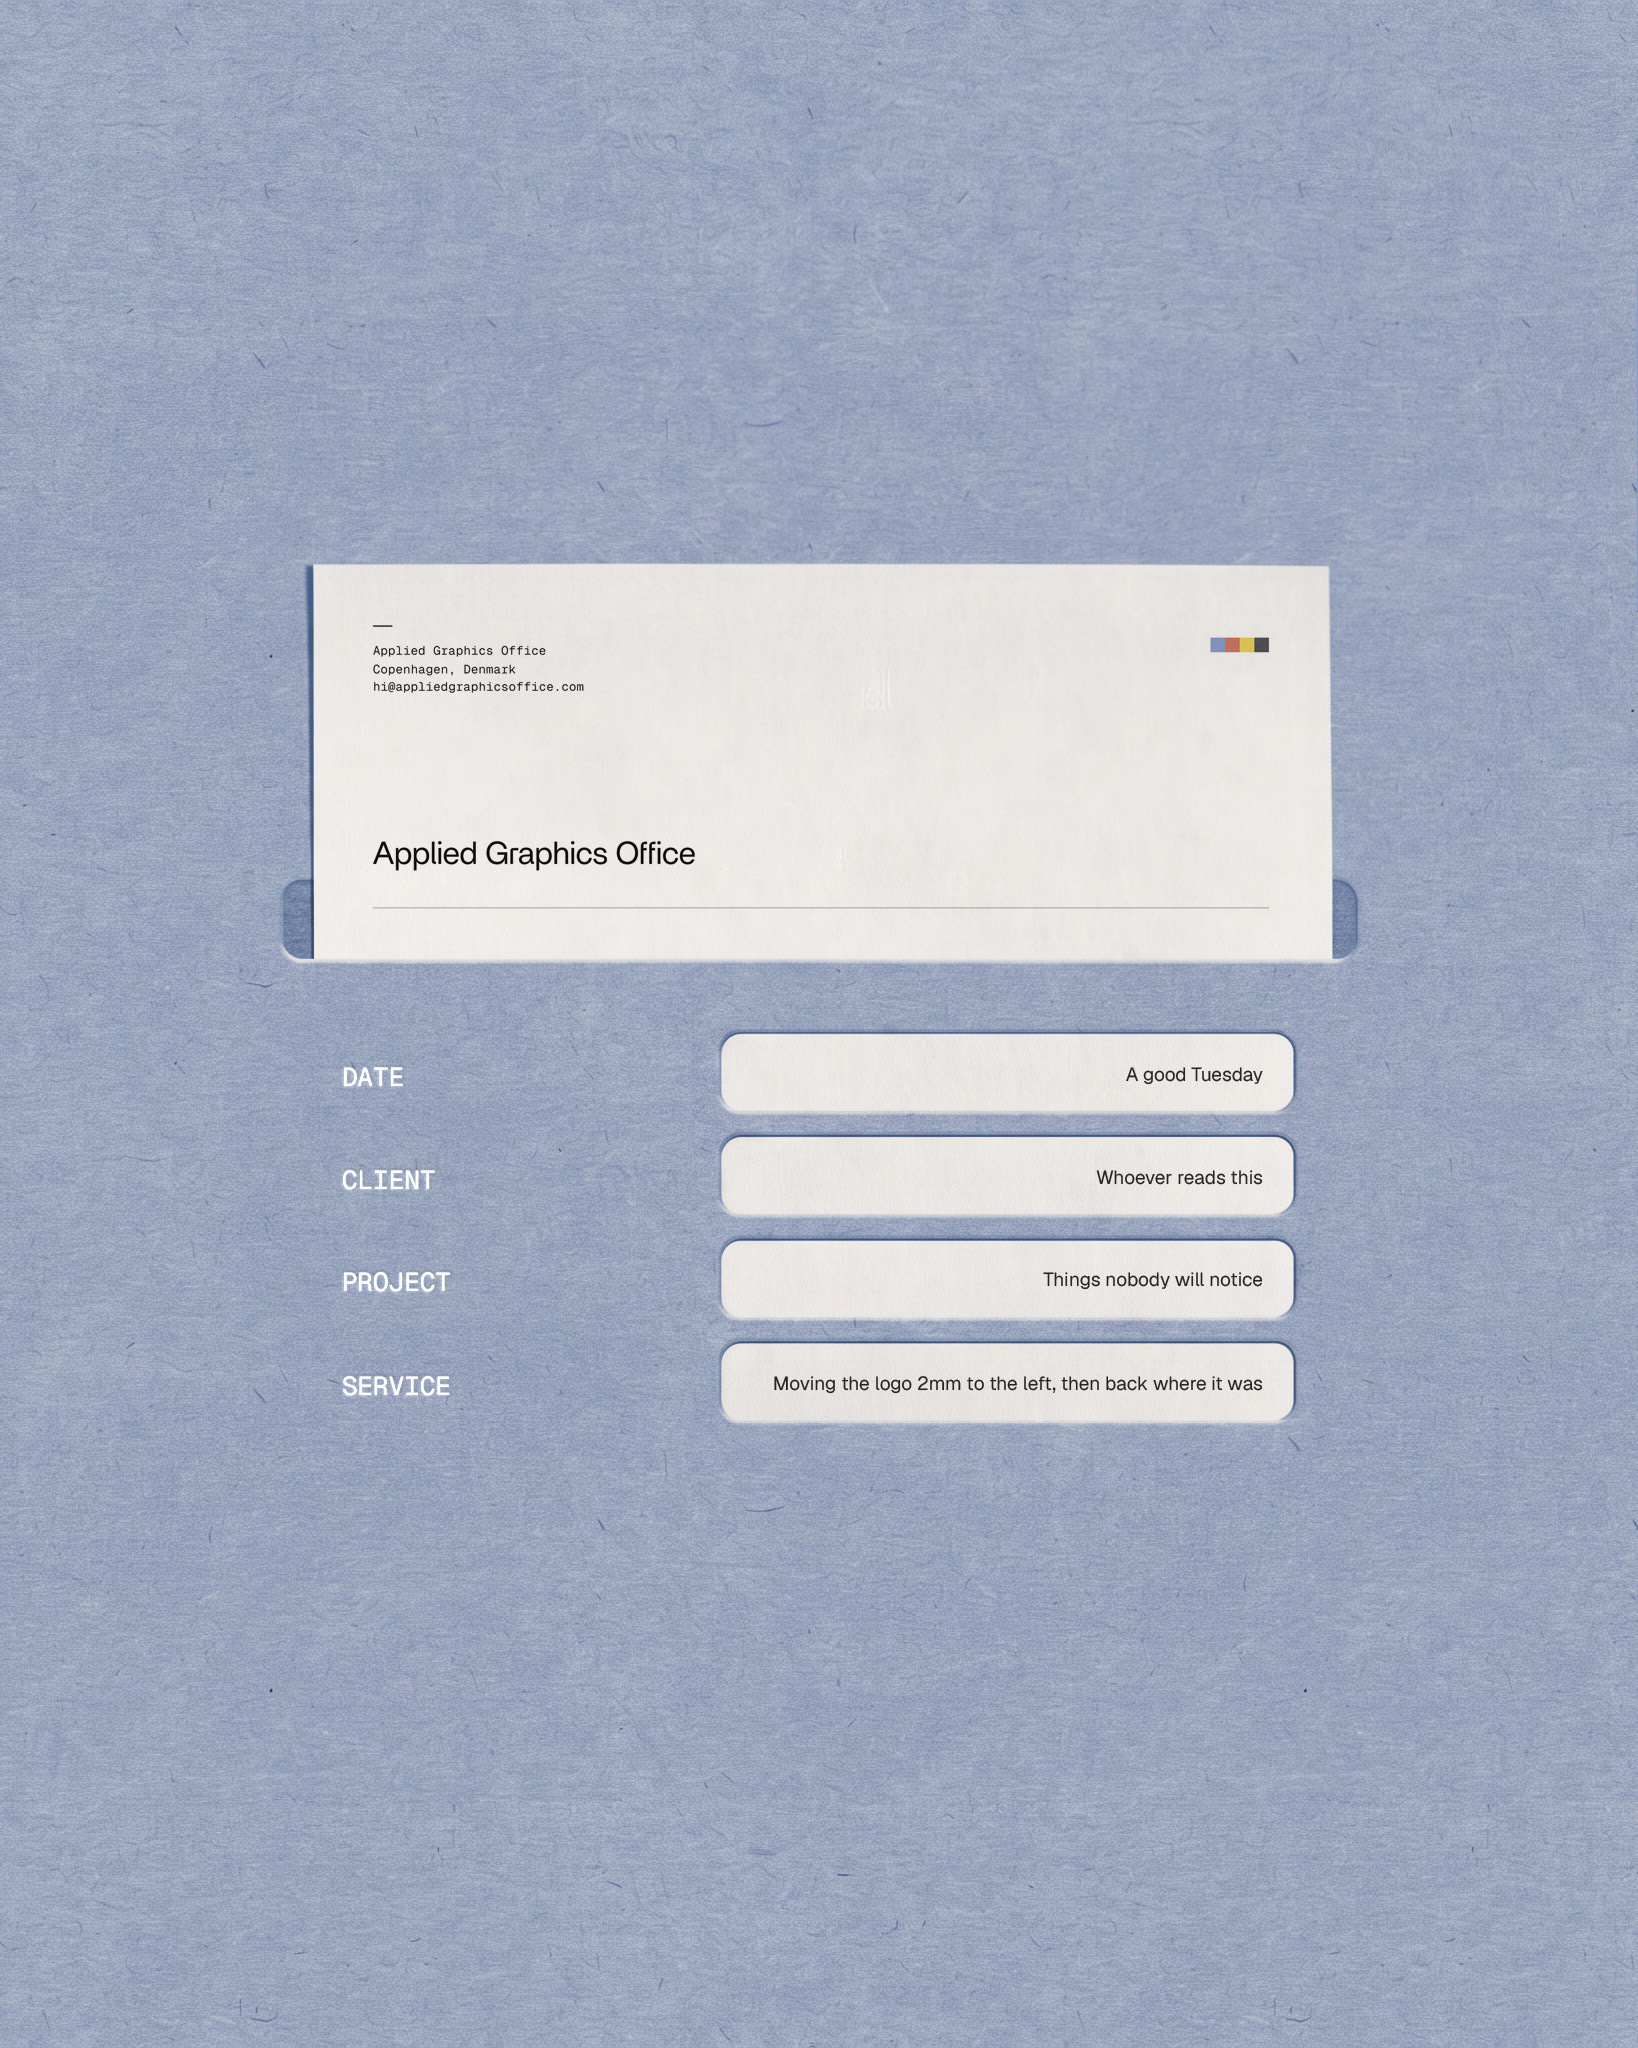 Applied Graphics Office
Copenhagen, Denmark
hi@appliedgraphicsoffice.com
Applied Graphics Office
DATE
A good Tuesday
CLIENT
Whoever reads this
PROJECT
Things nobody will notice
SERVICE
Moving the logo 2mm to the left, then back where it was